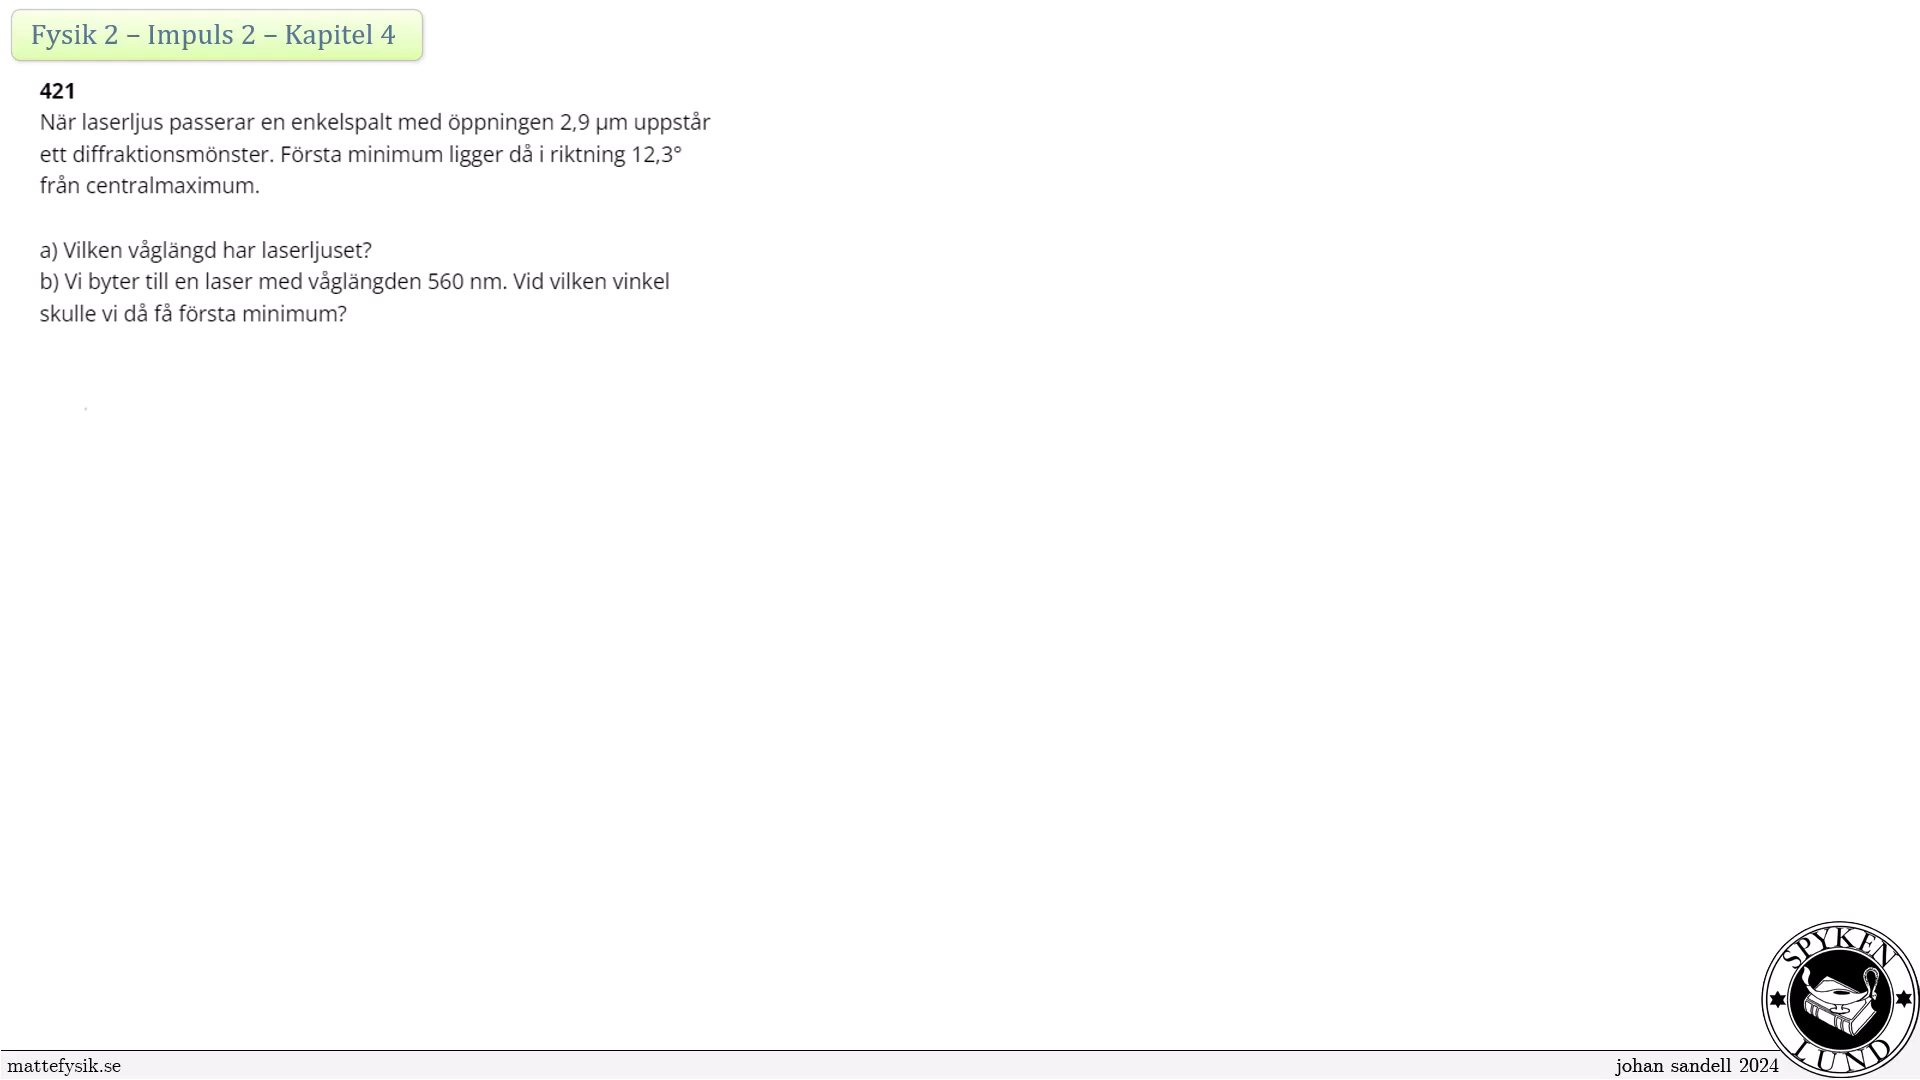 Fysik 2 – Impuls 2 – Kapitel 4
421
När laserljus passerar en enkelspalt med öppningen 2,9 µm uppstår
ett diffraktionsmönster. Första minimum ligger då i riktning 12,3°
från centralmaximum.
a) Vilken våglängd har laserljuset?
b) Vi byter till en laser med våglängden 560 nm. Vid vilken vinkel
skulle vi då få första minimum?
SPYKEN
LUND
mattefysik.se
johan sandell 2024